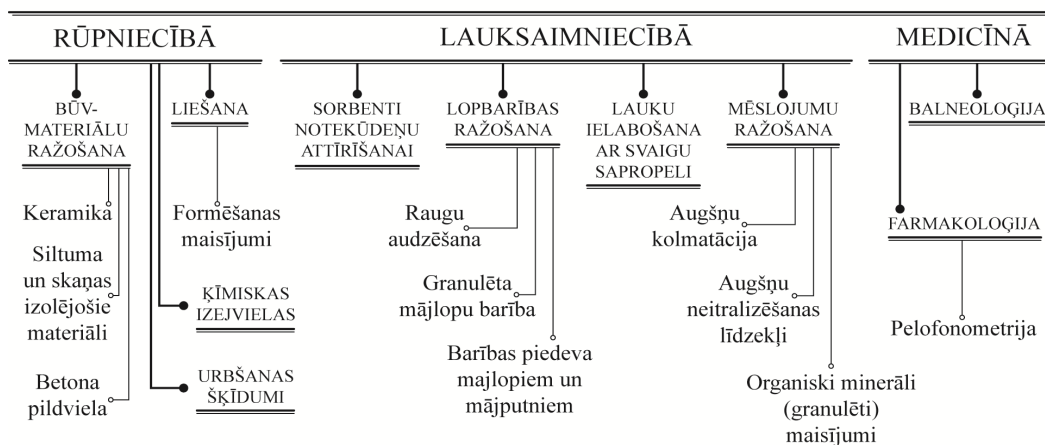 RŪPNIECĪBĀ
BŪV-
MATERIĀLU
RAŽOŠANA
Keramika
Siltuma
un skaņas
izolējošie
materiāli
Betona
pildviela
LIEŠANA
Formēšanas
maisījumi
ĶĪMISKAS
IZEJVIELAS
URBŠANAS
ŠĶĪDUMI
LAUKSAIMNIECĪBĀ
SORBENTI
NOTEKŪDEŅU
ATTĪRĪŠANAI
LOPBARĪBAS
RAŽOŠANA
Raugu
audzēšana
Granulēta
mājlopu barība
Barības piedeva
majlopiem un
mājputniem
LAUKU
IELABOŠANA
AR SVAIGU
SAPROPELI
MĒSLOJUMU
RAŽOŠANA
Augšņu
kolmatācija
Augšņu
neitralizēšanas
līdzekļi
Organiski minerāli
(granulēti)
maisījumi
MEDICĪNĀ
BALNEOLOĢIJA
FARMAKOLOĢIJA
Pelofonometrija